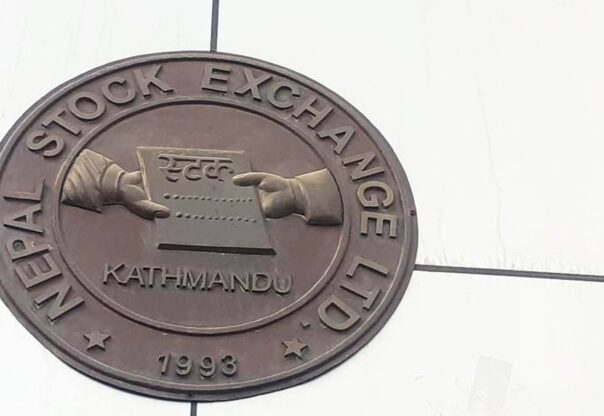 NEPAL STOCK EXCHANGE LTD.
स्टक
KATHMANDU
1993